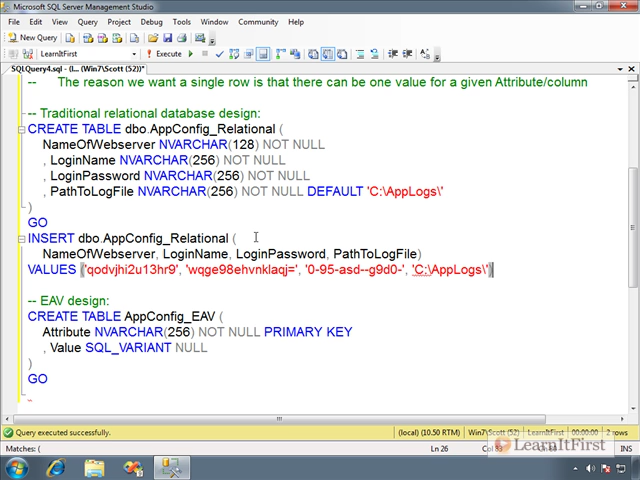 Microsoft SQL Server Management Studio
File Edit View Query Project Debug Tools Window Community Help
New Query
LearnItFirst Execute
SQLQuery4.sql - (l... (Win7\Scott (52))*
-- The reason we want a single row is that there can be one value for a given Attribute/column
-- Traditional relational database design:
CREATE TABLE dbo.AppConfig_Relational (
NameOfWebserver NVARCHAR(128) NOT NULL
, LoginName NVARCHAR(256) NOT NULL
, LoginPassword NVARCHAR(256) NOT NULL
, PathToLogFile NVARCHAR(256) NOT NULL DEFAULT 'C:\AppLogs\'
)
GO
INSERT dbo.AppConfig_Relational (
NameOfWebserver, LoginName, LoginPassword, PathToLogFile)
VALUES ('qodvjhi2u13hr9', 'wqge98ehvnklaqj=', '0-95-asd--g9d0-', 'C:\AppLogs\')
-- EAV design:
CREATE TABLE AppConfig_EAV (
Attribute NVARCHAR(256) NOT NULL PRIMARY KEY
, Value SQL_VARIANT NULL
)
GO
Query executed successfully. (local) (10.50 RTM) Win7\Scott (52) LearnItFirst 00:00:00 2 rows
Matches: ( Ln 26 Col 83 INS
LearnItFirst